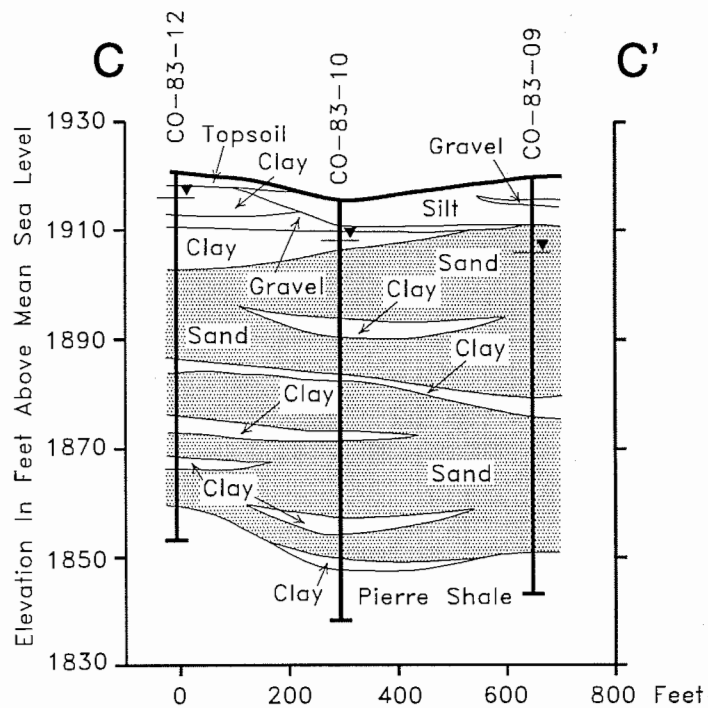 C
C'
CO-83-12
CO-83-10
CO-83-09
Elevation In Feet Above Mean Sea Level
1930
1910
1890
1870
1850
1830
Topsoil
Clay
Gravel
Silt
Clay
Gravel
Sand
Clay
Sand
Clay
Clay
Sand
Clay
Clay
Pierre Shale
0
200
400
600
800
Feet